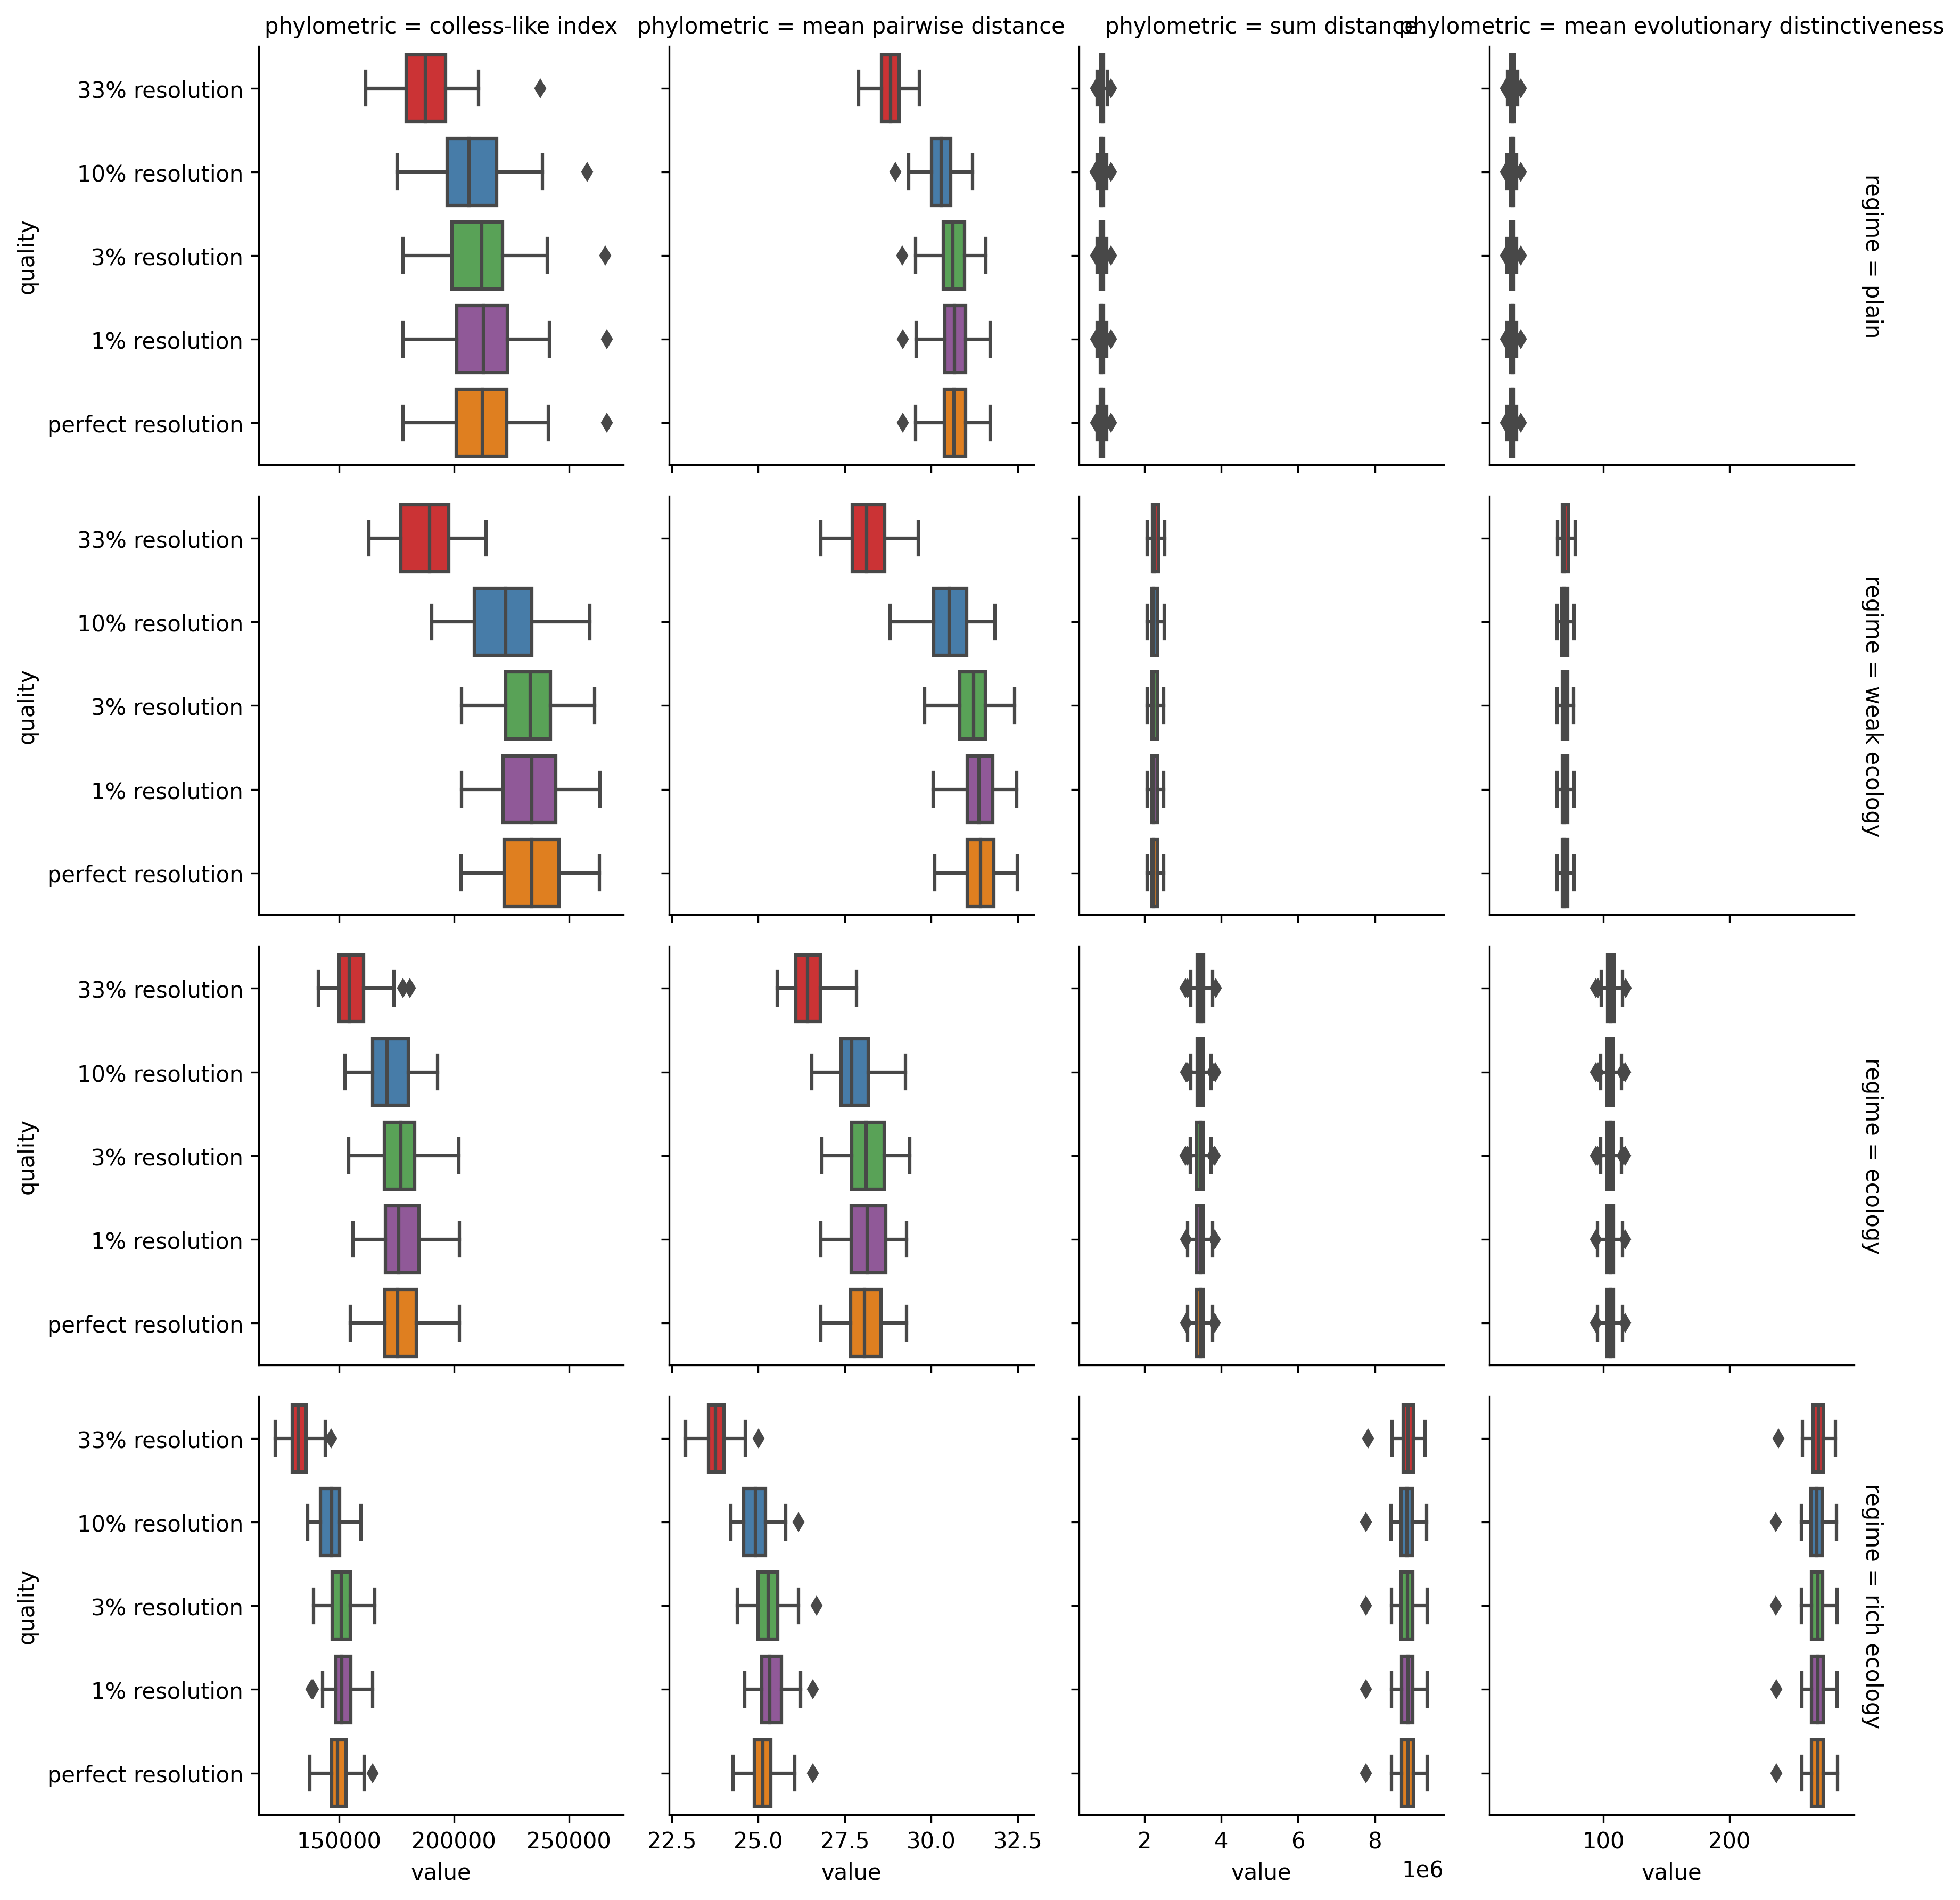 phylometric = colless-like index
phylometric = mean pairwise distance
phylometric = sum distance
phylometric = mean evolutionary distinctiveness
33% resolution
10% resolution
3% resolution
1% resolution
perfect resolution
quality
regime = plain
33% resolution
10% resolution
3% resolution
1% resolution
perfect resolution
quality
regime = weak ecology
33% resolution
10% resolution
3% resolution
1% resolution
perfect resolution
quality
regime = ecology
33% resolution
10% resolution
3% resolution
1% resolution
perfect resolution
quality
regime = rich ecology
150000 200000 250000
value
22.5 25.0 27.5 30.0 32.5
value
2 4 6 8
1e6
value
100 200
value